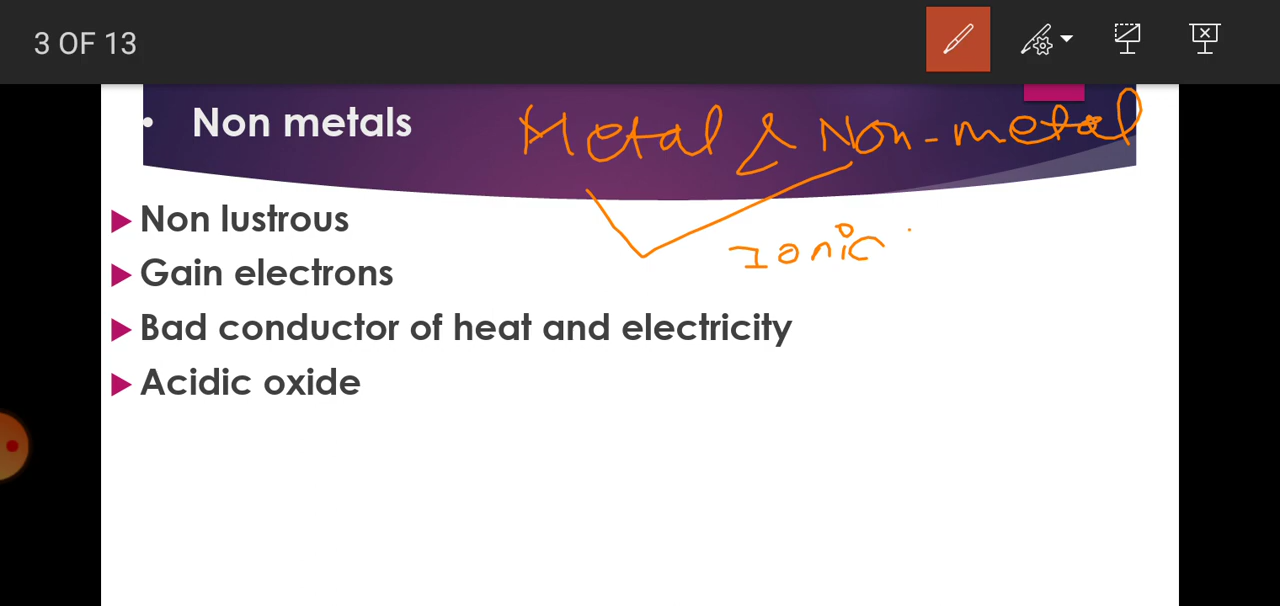 3 OF 13
• Non metals
Metal & Non-metal
Ionic
Non lustrous
Gain electrons
Bad conductor of heat and electricity
Acidic oxide